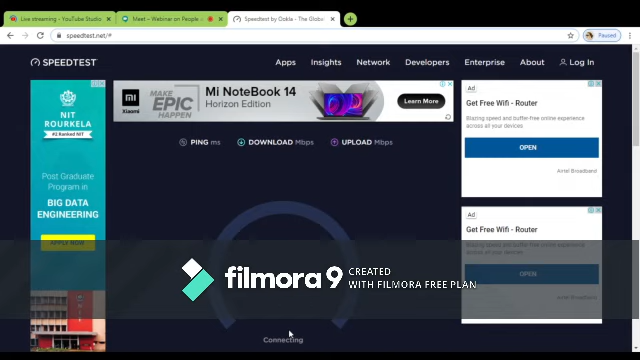 Live streaming - YouTube Studio
Meet – Webinar on People –
Speedtest by Ookla - The Global
speedtest.net/#
Paused
SPEEDTEST
Apps
Insights
Network
Developers
Enterprise
About
Log In
NIT
ROURKELA
#2 Ranked NIT
Post Graduate
Program in
BIG DATA
ENGINEERING
APPLY NOW
Xiaomi
MAKE
EPIC
HAPPEN
Mi NoteBook 14
Horizon Edition
Learn More
PING ms
DOWNLOAD Mbps
UPLOAD Mbps
Connecting
Ad
Get Free Wifi - Router
Blazing speed and buffer-free online experience
across all your devices
OPEN
Airtel Broadband
Ad
Get Free Wifi - Router
Blazing speed and buffer-free online experience
across all your devices
OPEN
Airtel Broadband
filmora 9
CREATED
WITH FILMORA FREE PLAN